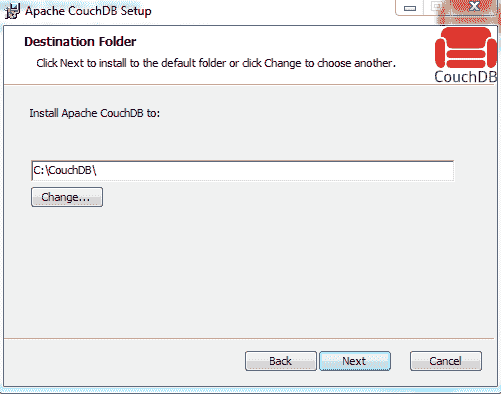 Apache CouchDB Setup
Destination Folder
Click Next to install to the default folder or click Change to choose another.
CouchDB
Install Apache CouchDB to:
C:\CouchDB\
Change...
Back Next Cancel